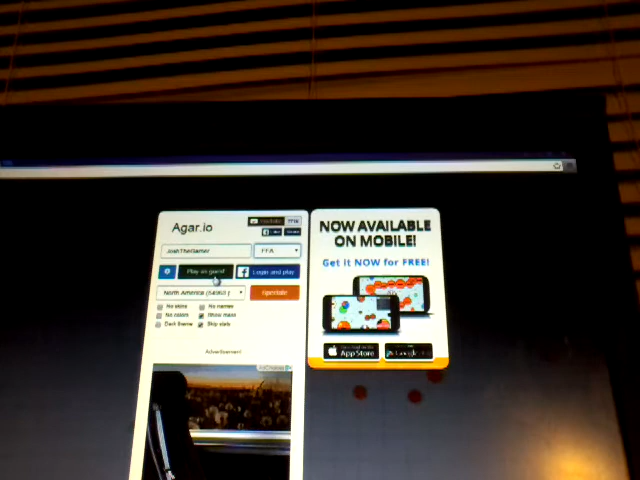 Agar.io
YouTube
JoshTheGamer
FFA
Play as guest
Login and play
North America
Spectate
No skins
No names
No colors
Show mass
Dark theme
Skip stats
Advertisement
AdChoices
NOW AVAILABLE
ON MOBILE!
Get it NOW for FREE!
App Store
Google